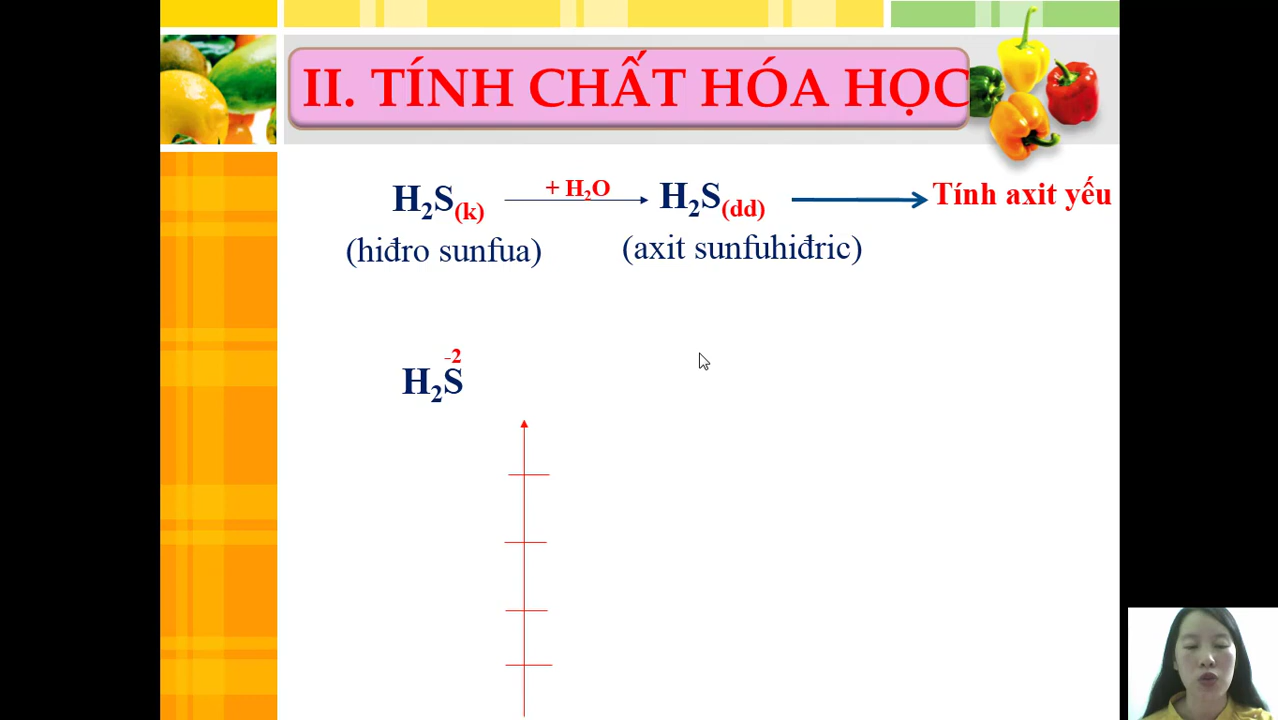 II. TÍNH CHẤT HÓA HỌC
H₂S(k) + H₂O H₂S(dd) Tính axit yếu
(hiđro sunfua) (axit sunfuhiđric)
-2
H₂S